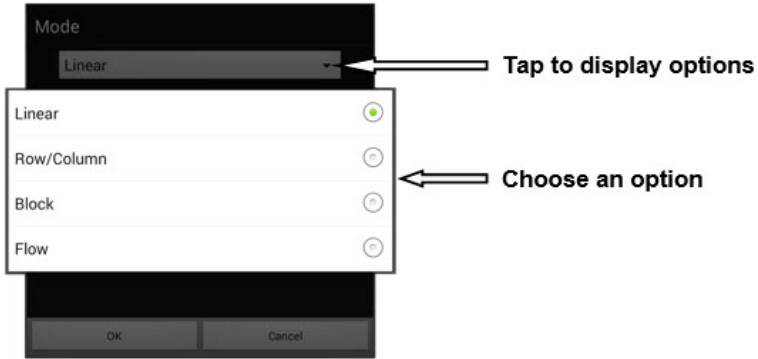 Mode
Linear
Tap to display options
Linear
Row/Column
Choose an option
Block
Flow
OK
Cancel